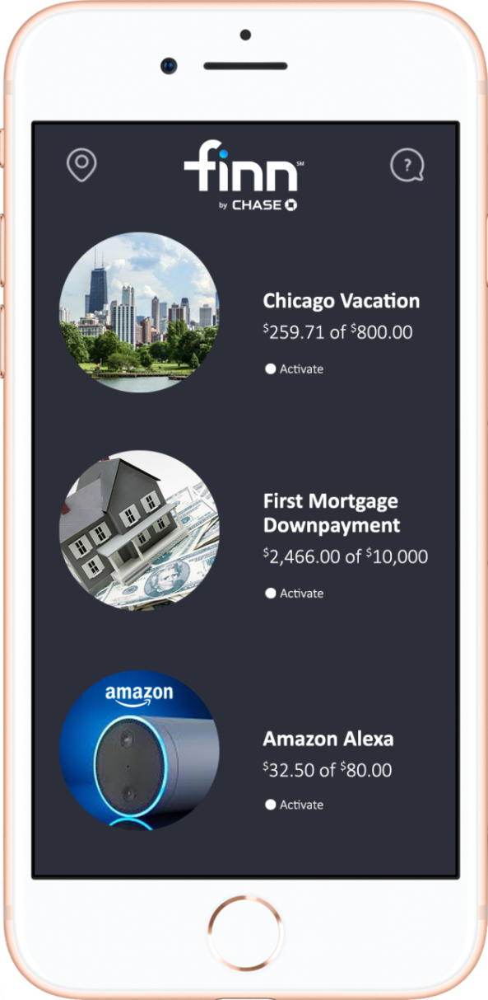 finn℠
by CHASE
?
Chicago Vacation
$259.71 of $800.00
Activate
First Mortgage
Downpayment
$2,466.00 of $10,000
Activate
amazon
Amazon Alexa
$32.50 of $80.00
Activate